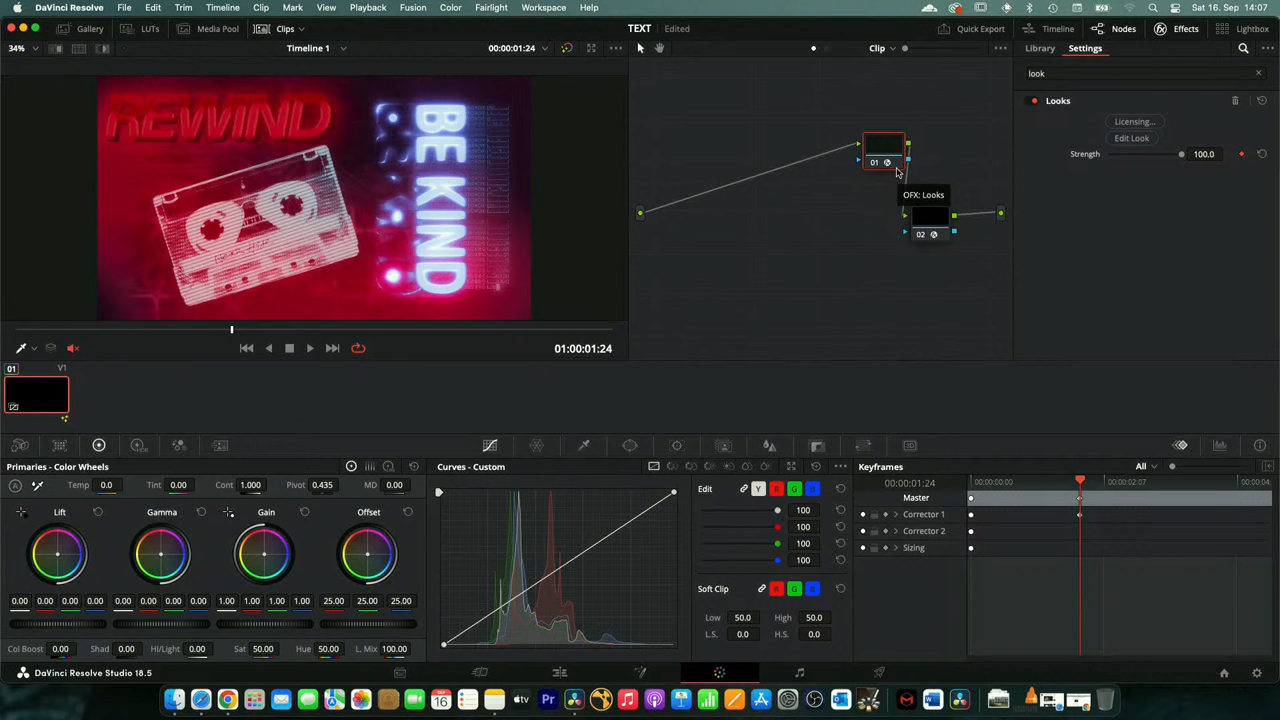 DaVinci Resolve File Edit Trim Timeline Clip Mark View Playback Fusion Color Fairlight Workspace Help
Sat 16. Sep 14:07
Gallery LUTs Media Pool Clips TEXT Edited Quick Export Timeline Nodes Effects Lightbox
34% Timeline 1 00:00:01:24 Clip Library Settings
look
Looks
Licensing...
Edit Look
Strength 100.0
REWIND
BE KIND
01
OFX: Looks
02
01:00:01:24
01 V1
Primaries - Color Wheels
Curves - Custom
Keyframes All
Temp 0.0 Tint 0.00 Cont 1.000 Pivot 0.435 MD 0.00
Edit Y R G B
100
100
100
100
Lift Gamma Gain Offset
0.00 0.00 0.00 0.00 0.00 0.00 0.00 0.00 1.00 1.00 1.00 1.00 25.00 25.00 25.00
Col Boost 0.00 Shad 0.00 Hi/Light 0.00 Sat 50.00 Hue 50.00 L. Mix 100.00
Soft Clip R G B
Low 50.0 High 50.0
L.S. 0.0 H.S. 0.0
00:00:01:24 00:00:00:00 00:00:02:07 00:00:04:
Master
Corrector 1
Corrector 2
Sizing
DaVinci Resolve Studio 18.5
SEP
16
tv
Pr